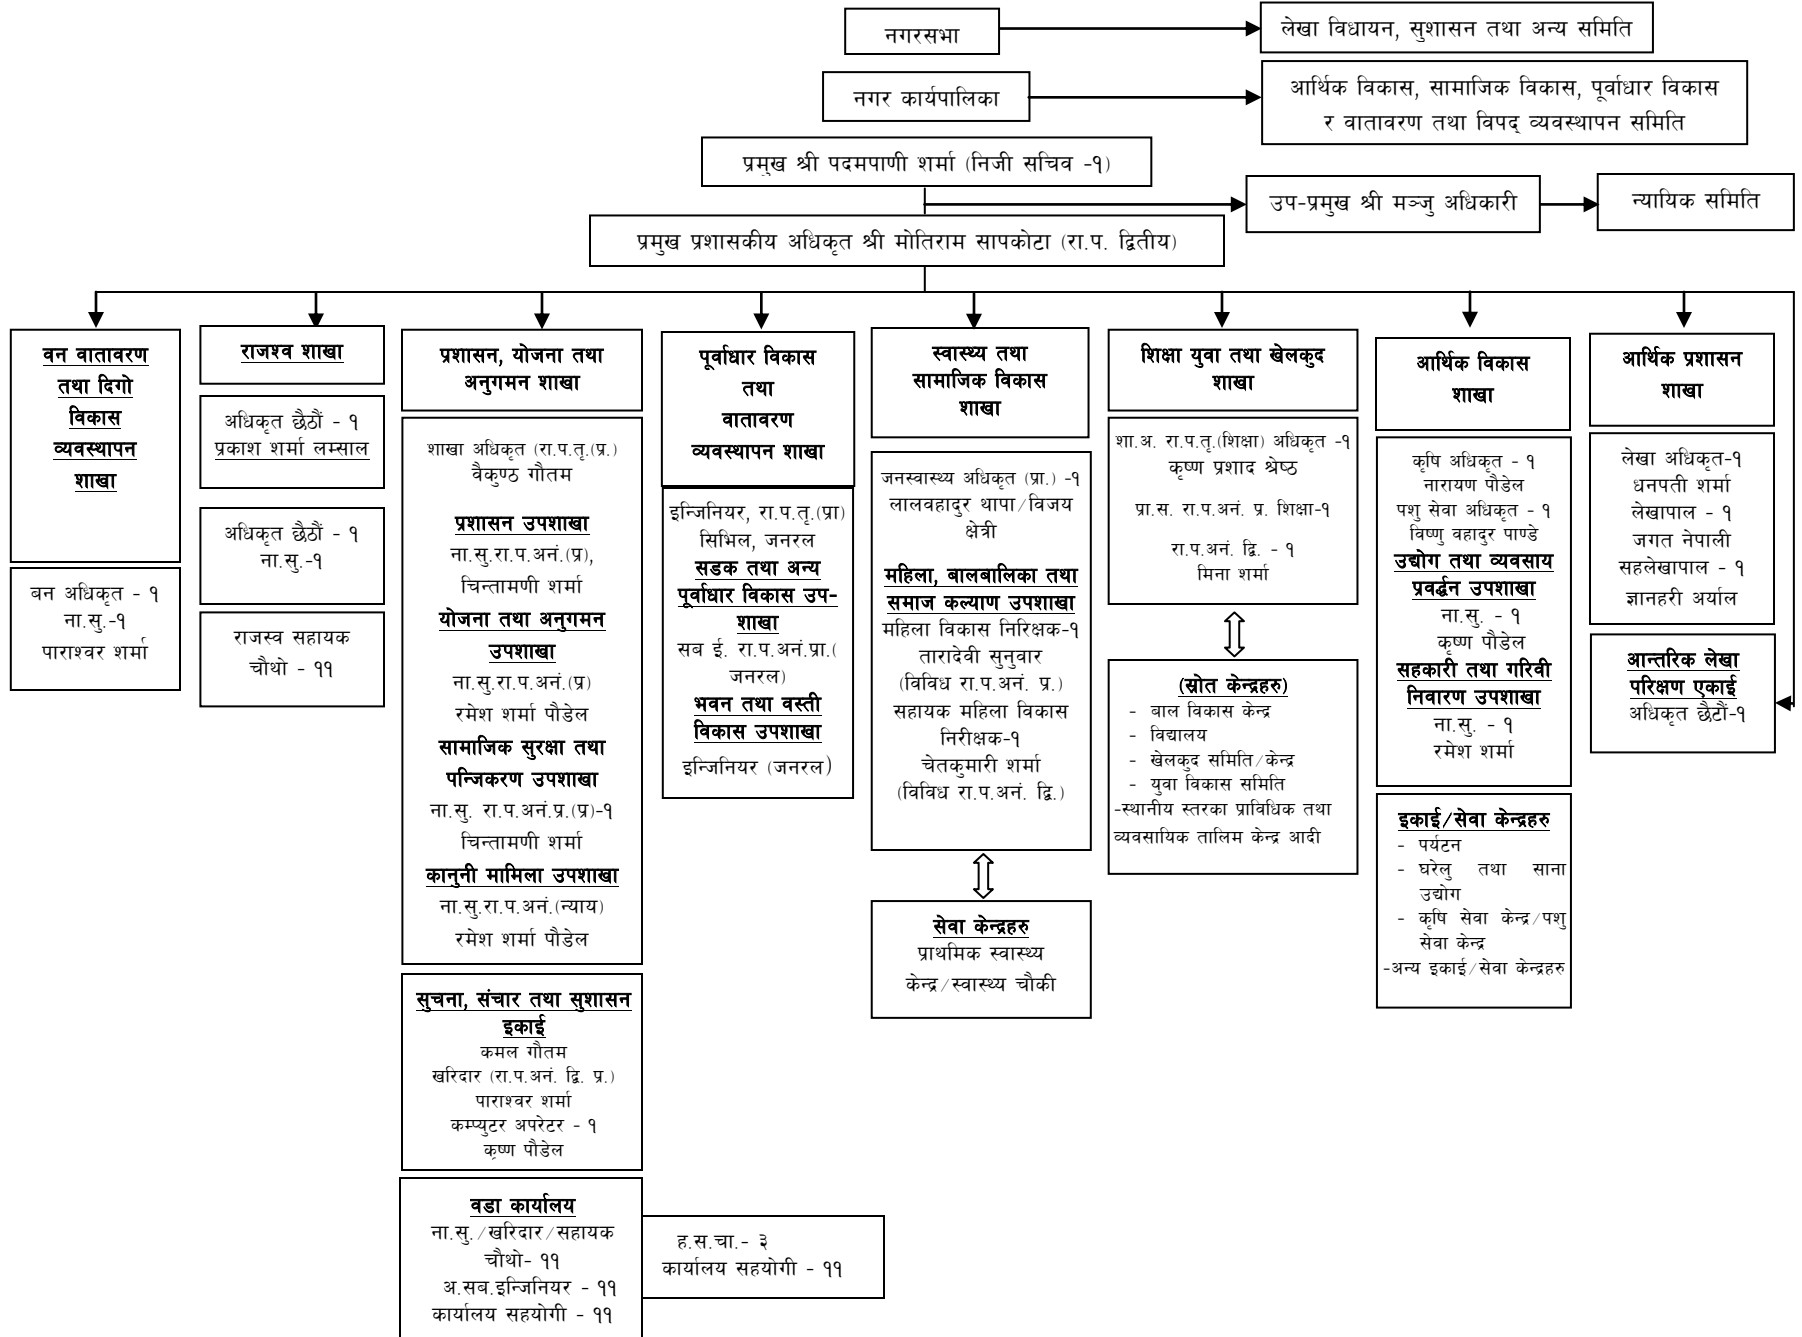 नगरसभा
लेखा विधायन, सुशासन तथा अन्य समिति
नगर कार्यपालिका
आर्थिक विकास, सामाजिक विकास, पूर्वाधार विकास
र वातावरण तथा विपद् व्यवस्थापन समिति
प्रमुख श्री पदमपाणी शर्मा (निजी सचिव -१)
उप-प्रमुख श्री मञ्जु अधिकारी
न्यायिक समिति
प्रमुख प्रशासकीय अधिकृत श्री मोतिराम सापकोटा (रा.प. द्वितीय)
वन वातावरण
तथा दिगो
विकास
व्यवस्थापन
शाखा
बन अधिकृत - १
ना.सु.-१
पाराश्वर शर्मा
राजश्व शाखा
अधिकृत छैठौं - १
प्रकाश शर्मा लम्साल
अधिकृत छैठौं - १
ना.सु.-१
राजस्व सहायक
चौथो - ११
प्रशासन, योजना तथा
अनुगमन शाखा
शाखा अधिकृत (रा.प.तृ.(प्र.)
वैकुण्ठ गौतम
प्रशासन उपशाखा
ना.सु.रा.प.अनं.(प्र),
चिन्तामणी शर्मा
योजना तथा अनुगमन
उपशाखा
ना.सु.रा.प.अनं.(प्र)
रमेश शर्मा पौडेल
सामाजिक सुरक्षा तथा
पन्जिकरण उपशाखा
ना.सु. रा.प.अनं.प्र.(प्र)-१
चिन्तामणी शर्मा
कानुनी मामिला उपशाखा
ना.सु.रा.प.अनं.(न्याय)
रमेश शर्मा पौडेल
सुचना, संचार तथा सुशासन
इकाई
कमल गौतम
खरिदार (रा.प.अनं. द्वि. प्र.)
पाराश्वर शर्मा
कम्प्युटर अपरेटर - १
कृष्ण पौडेल
वडा कार्यालय
ना.सु./खरिदार/सहायक
चौथो- ११
अ.सब.इन्जिनियर - ११
कार्यालय सहयोगी - ११
ह.स.चा.- ३
कार्यालय सहयोगी - ११
पूर्वाधार विकास
तथा
वातावरण
व्यवस्थापन शाखा
इन्जिनियर, रा.प.तृ.(प्रा)
सिभिल, जनरल
सडक तथा अन्य
पूर्वाधार विकास उप-
शाखा
सब ई. रा.प.अनं.प्रा.(
जनरल)
भवन तथा वस्ती
विकास उपशाखा
इन्जिनियर (जनरल)
स्वास्थ्य तथा
सामाजिक विकास
शाखा
जनस्वास्थ्य अधिकृत (प्रा.) -१
लालवहादुर थापा/विजय
क्षेत्री
महिला, बालबालिका तथा
समाज कल्याण उपशाखा
महिला विकास निरिक्षक-१
तारादेवी सुनुवार
(विविध रा.प.अनं. प्र.)
सहायक महिला विकास
निरीक्षक-१
चेतकुमारी शर्मा
(विविध रा.प.अनं. द्वि.)
सेवा केन्द्रहरु
प्राथमिक स्वास्थ्य
केन्द्र/स्वास्थ्य चौकी
शिक्षा युवा तथा खेलकुद
शाखा
शा.अ. रा.प.तृ.(शिक्षा) अधिकृत -१
कृष्ण प्रशाद श्रेष्ठ
प्रा.स. रा.प.अनं. प्र. शिक्षा-१
रा.प.अनं. द्वि. - १
मिना शर्मा
(स्रोत केन्द्रहरु)
- बाल विकास केन्द्र
- विद्यालय
- खेलकुद समिति/केन्द्र
- युवा विकास समिति
-स्थानीय स्तरका प्राविधिक तथा
व्यवसायिक तालिम केन्द्र आदी
आर्थिक विकास
शाखा
कृषि अधिकृत - १
नारायण पौडेल
पशु सेवा अधिकृत - १
विष्णु वहादुर पाण्डे
उद्योग तथा व्यवसाय
प्रवर्द्धन उपशाखा
ना.सु. - १
कृष्ण पौडेल
सहकारी तथा गरिवी
निवारण उपशाखा
ना.सु. - १
रमेश शर्मा
इकाई/सेवा केन्द्रहरु
- पर्यटन
- घरेलु तथा साना
उद्योग
- कृषि सेवा केन्द्र/पशु
सेवा केन्द्र
-अन्य इकाई/सेवा केन्द्रहरु
आर्थिक प्रशासन
शाखा
लेखा अधिकृत-१
धनपती शर्मा
लेखापाल - १
जगत नेपाली
सहलेखापाल - १
ज्ञानहरी अर्याल
आन्तरिक लेखा
परिक्षण एकाई
अधिकृत छैटौं-१